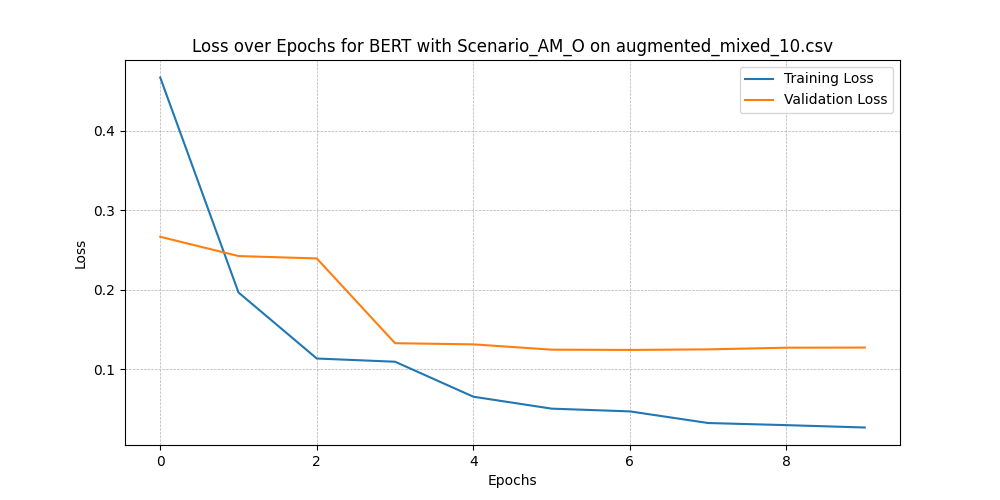 Loss over Epochs for BERT with Scenario_AM_O on augmented_mixed_10.csv
Training Loss
Validation Loss
0.4
0.3
0.2
0.1
Loss
0 2 4 6 8
Epochs